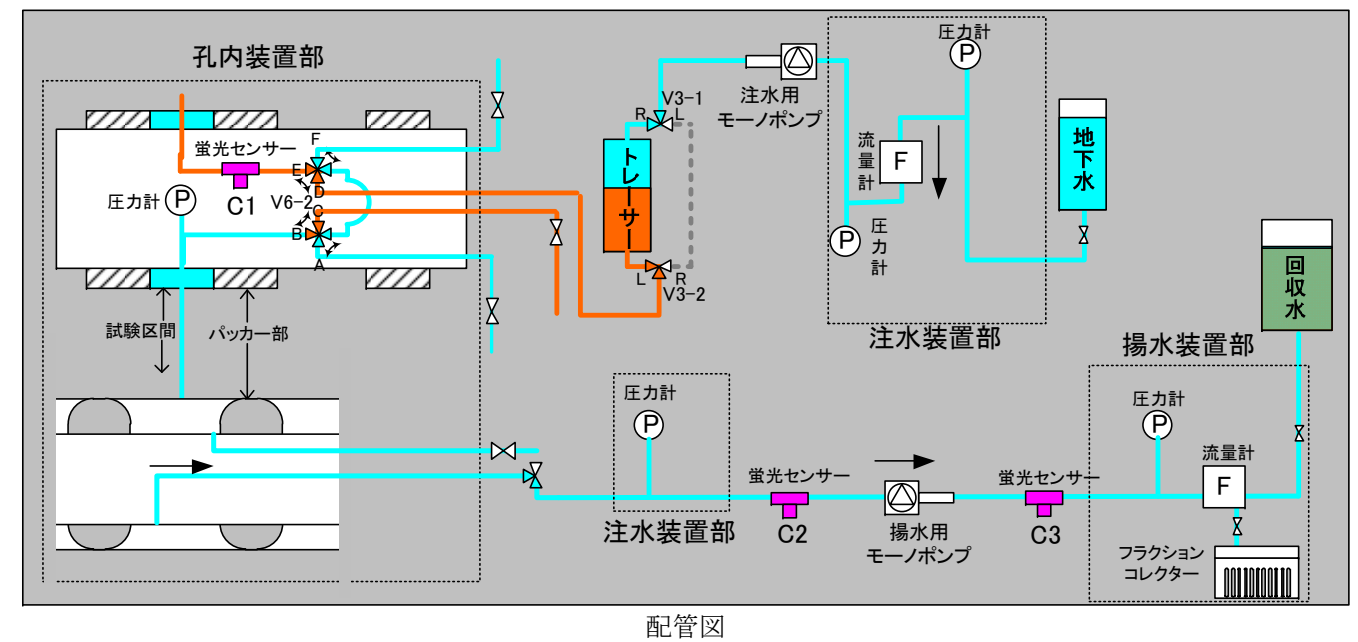 孔内装置部
蛍光センサー
C1
圧力計
P
V6-2
F
E
D
C
B
A
試験区間
パッカー部
V3-1
R
L
トレーサー
L
R
V3-2
注水用
モーノポンプ
圧力計
P
流量計
F
P
圧力計
地下水
注水装置部
回収水
圧力計
P
注水装置部
蛍光センサー
C2
揚水用
モーノポンプ
蛍光センサー
C3
揚水装置部
圧力計
P
流量計
F
フラクション
コレクター
配管図